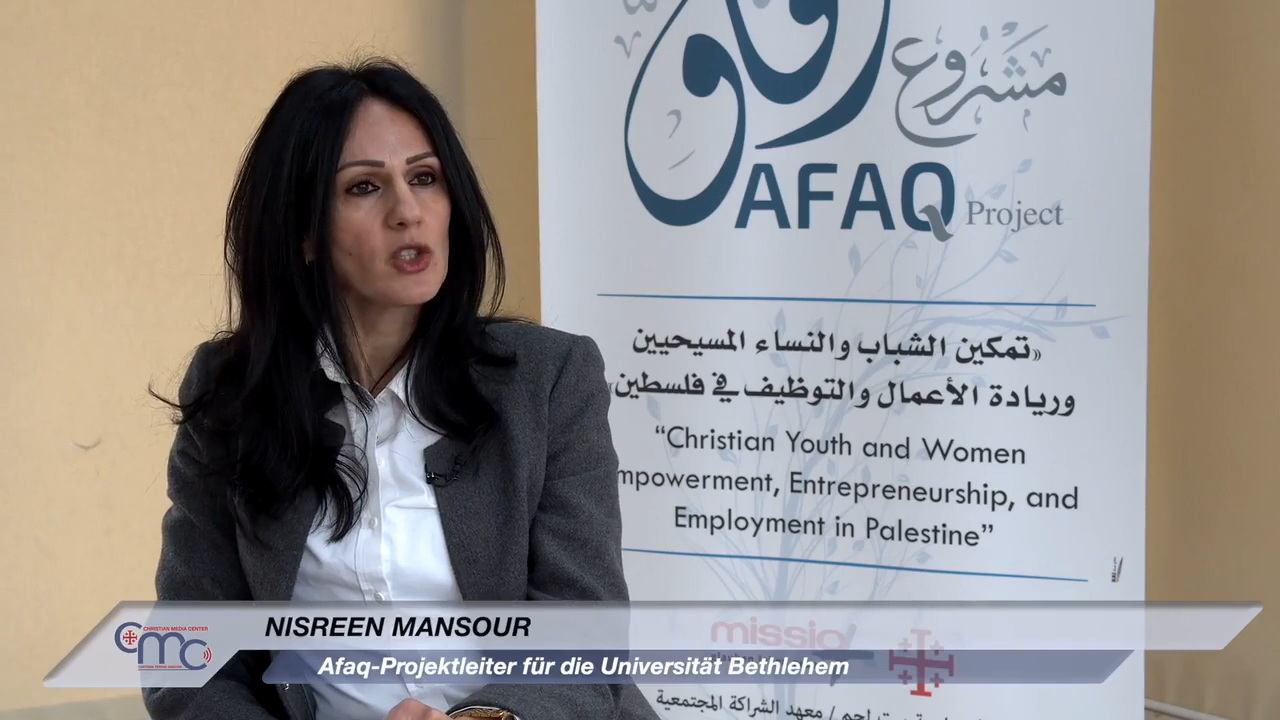 مشروع
AFAQ Project
«تمكين الشباب والنساء المسيحيين
وريادة الأعمال والتوظيف في فلسطين»
“Christian Youth and Women
mpowerment, Entrepreneurship, and
Employment in Palestine”
missio
CHRISTIAN MEDIA CENTER
CMC
NISREEN MANSOUR
Afaq-Projektleiter für die Universität Bethlehem
معهد الشراكة المجتمعية